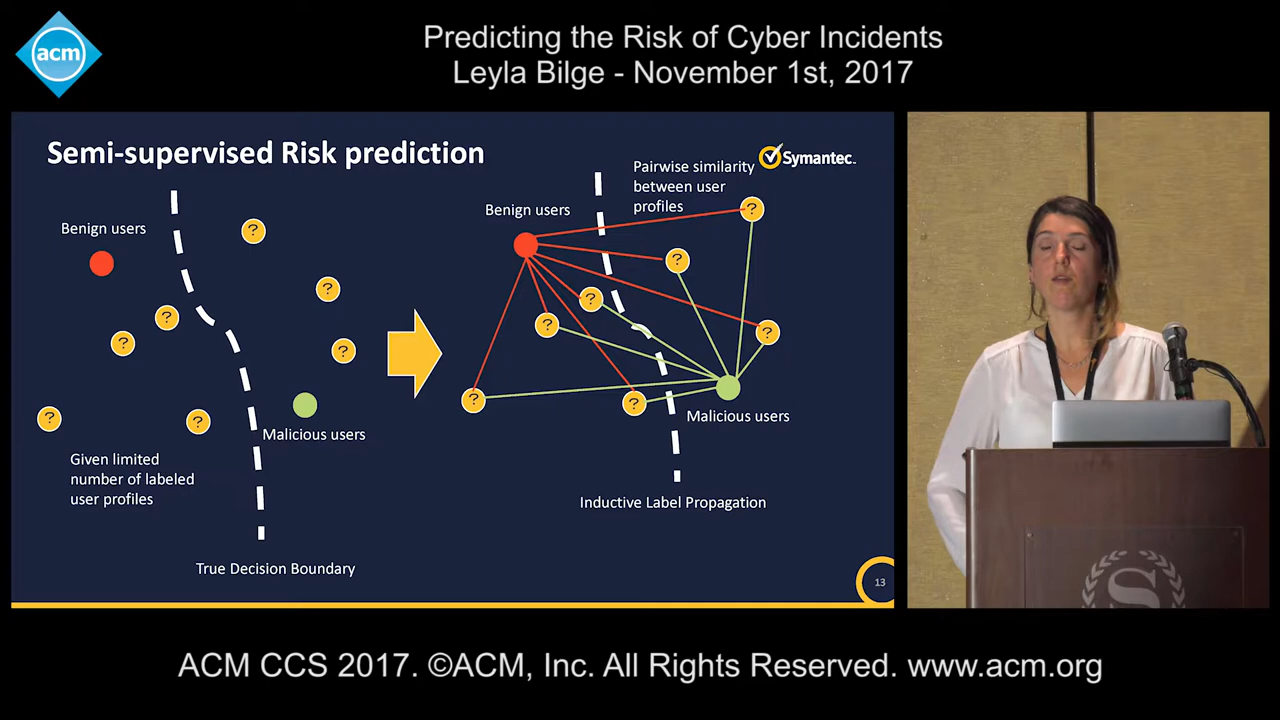 acm
Predicting the Risk of Cyber Incidents
Leyla Bilge - November 1st, 2017
Semi-supervised Risk prediction
Symantec.
Benign users
?
?
?
?
?
?
?
Malicious users
Given limited
number of labeled
user profiles
True Decision Boundary
Pairwise similarity
between user
profiles
Benign users
?
?
?
?
?
?
?
Malicious users
Inductive Label Propagation
13
S
ACM CCS 2017. ©ACM, Inc. All Rights Reserved. www.acm.org